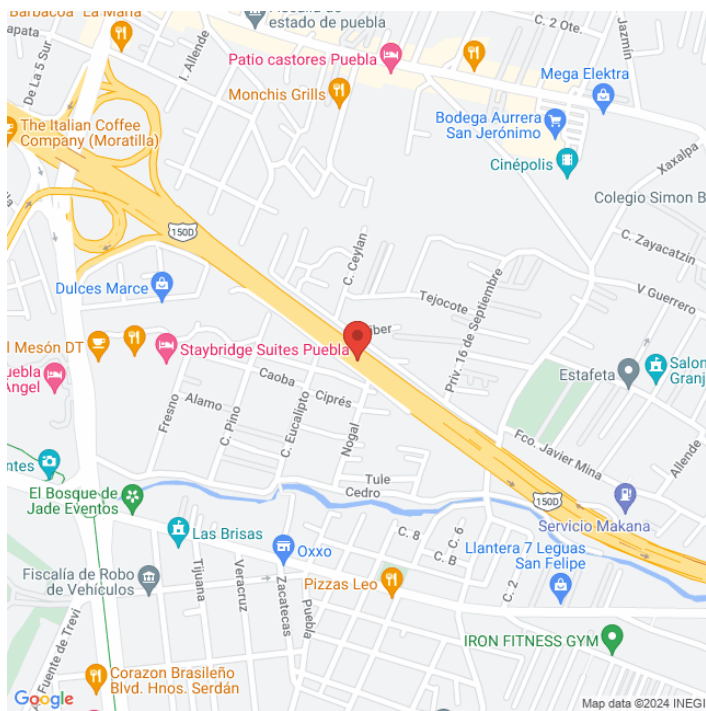 Barbacoa "La María"
estado de puebla
C. 2 Ote.
Jazmín
Zapata
De La 5 Sur
I. Allende
Patio castores Puebla
Mega Elektra
Monchis Grills
The Italian Coffee
Company (Moratilla)
Bodega Aurrera
San Jerónimo
Xaxalpa
Cinépolis
Colegio Simon B
150D
C. Ceylan
C. Zayacatzin
Dulces Marce
Tejocote
V Guerrero
Priv. 16 de Septiembre
l Mesón DT
Staybridge Suites Puebla
Estafeta
Salon
Granj
uebla
Angel
Caoba
Ciprés
Fresno
Alamo
C. Pino
C. Eucalipto
Nogal
Fco. Javier Mina
Allende
ntes
Tule
Cedro
150D
El Bosque de
Jade Eventos
Servicio Makana
Las Brisas
C. 8
C. 6
C. B
Oxxo
Llantera 7 Leguas
San Felipe
Fiscalía de Robo
de Vehículos
Tijuana
Veracruz
Zacatecas
Puebla
Pizzas Leo
C. 2
Fuente de Trevi
IRON FITNESS GYM
Corazon Brasileño
Blvd. Hnos. Serdán
Google
Map data ©2024 INEGI